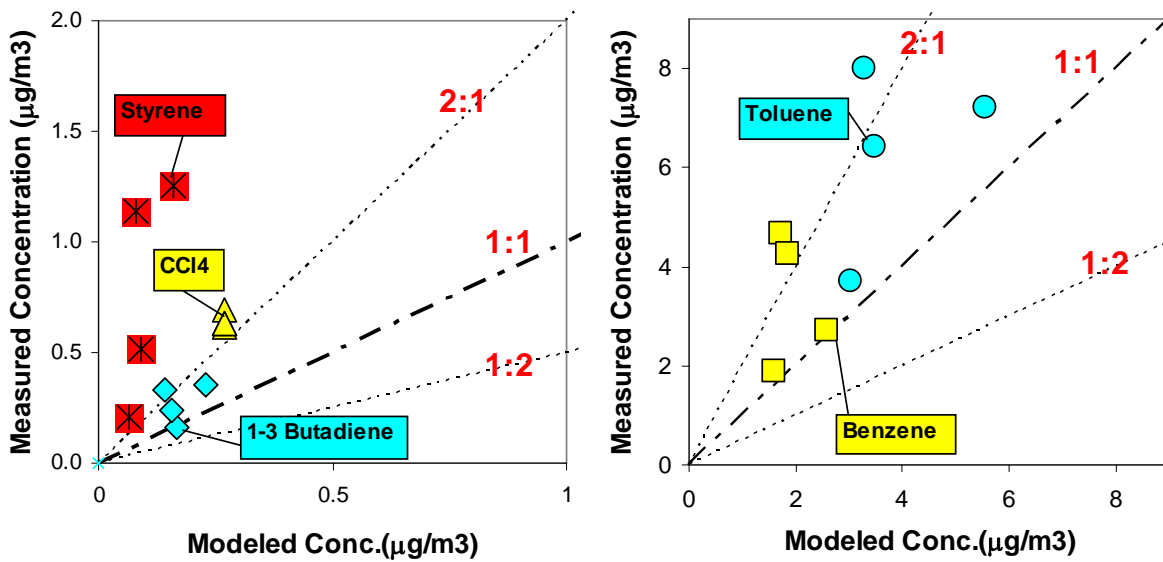 Measured Concentration (µg/m3)
2.0
1.5
1.0
0.5
0.0
0
0.5
1
Modeled Conc.(µg/m3)
Styrene
2:1
CCl4
1:1
1:2
1-3 Butadiene
Measured Concentration (µg/m3)
8
6
4
2
0
0
2
4
6
8
Modeled Conc.(µg/m3)
2:1
1:1
Toluene
1:2
Benzene